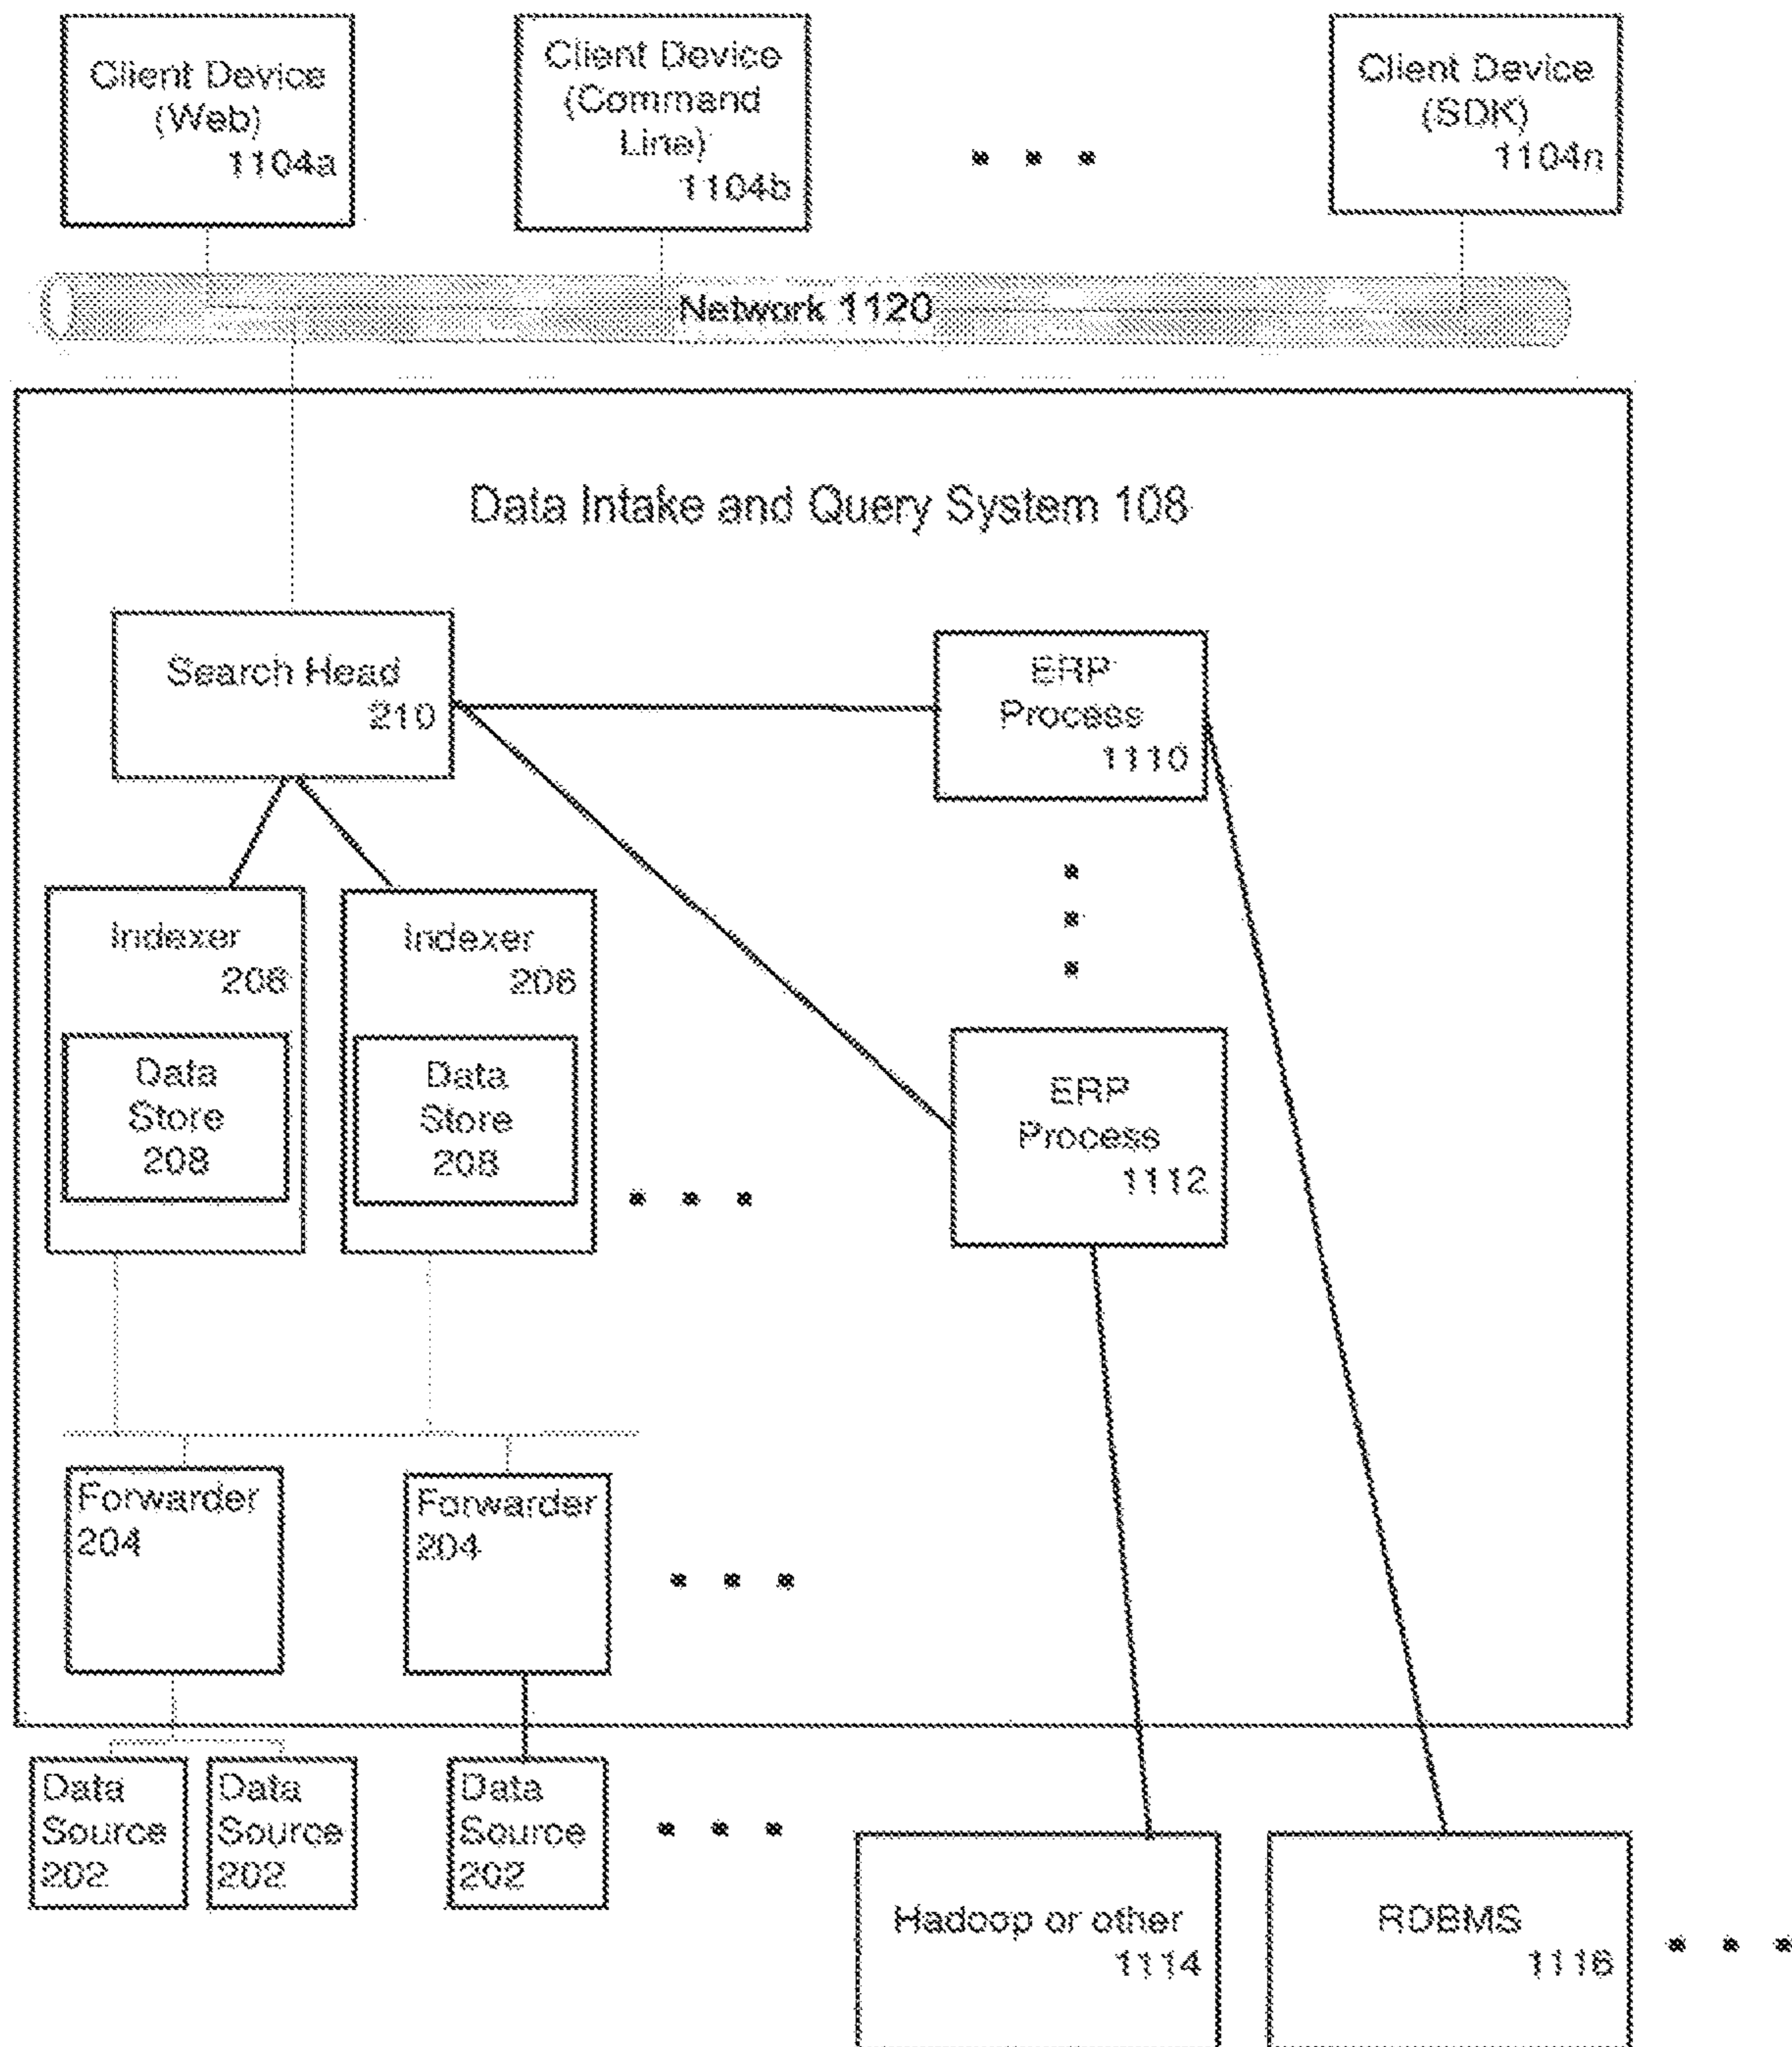 Client Device
(Web)
1104a
Client Device
(Command
Line)
1104b
Client Device
(SDK)
1104n
Network 1120
Data Intake and Query System 108
Search Head
210
ERP
Process
1110
Indexer
206
Indexer
206
Data
Store
208
Data
Store
208
ERP
Process
1112
Forwarder
204
Forwarder
204
Data
Source
202
Data
Source
202
Data
Source
202
Hadoop or other
1114
RDBMS
1116